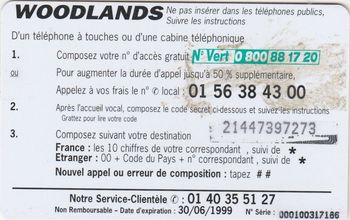 WOODLANDS Ne pas insérer dans les téléphones publics,
Suivre les instructions
D'un téléphone à touches ou d'une cabine téléphonique
1. Composez votre n° d'accès gratuit N° Vert 0 800 88 17 20
ou Pour augmenter la durée d'appel jusqu'à 50 % supplémentaire,
Appelez à vos frais le n° local : 01 56 38 43 00
2. Après l'accueil vocal, composez le code secret ci-dessous et suivez les instructions
Grattez pour lire votre code
21447397273
3. Composez suivant votre destination
France : les 10 chiffres de votre correspondant , suivi de *
Etranger : 00 + Code du Pays + n° correspondant , suivi de *
Nouvel appel ou erreur de composition : tapez # #
Notre Service-Clientèle ✆ : 01 40 35 51 27
Non Remboursable - Date d'expiration : 30/06/1999 N° Série : 000100317186